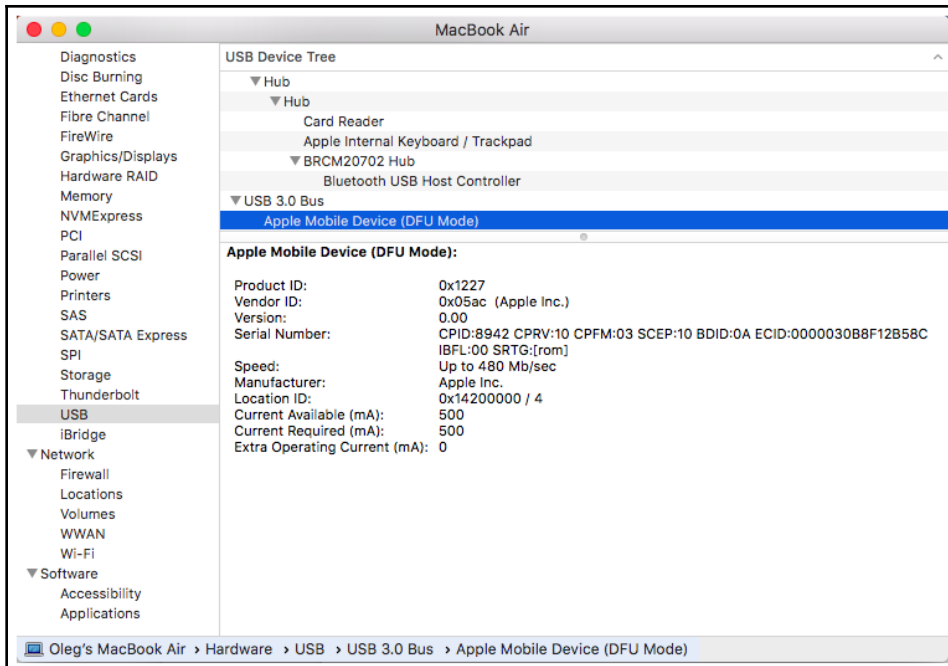 MacBook Air
Diagnostics
Disc Burning
Ethernet Cards
Fibre Channel
FireWire
Graphics/Displays
Hardware RAID
Memory
NVMExpress
PCI
Parallel SCSI
Power
Printers
SAS
SATA/SATA Express
SPI
Storage
Thunderbolt
USB
iBridge
Network
Firewall
Locations
Volumes
WWAN
Wi-Fi
Software
Accessibility
Applications
USB Device Tree
Hub
Hub
Card Reader
Apple Internal Keyboard / Trackpad
BRCM20702 Hub
Bluetooth USB Host Controller
USB 3.0 Bus
Apple Mobile Device (DFU Mode)
Apple Mobile Device (DFU Mode):
Product ID: 0x1227
Vendor ID: 0x05ac (Apple Inc.)
Version: 0.00
Serial Number: CPID:8942 CPRV:10 CPFM:03 SCEP:10 BDID:0A ECID:0000030B8F12B58C
IBFL:00 SRTG:[rom]
Speed: Up to 480 Mb/sec
Manufacturer: Apple Inc.
Location ID: 0x14200000 / 4
Current Available (mA): 500
Current Required (mA): 500
Extra Operating Current (mA): 0
Oleg's MacBook Air › Hardware › USB › USB 3.0 Bus › Apple Mobile Device (DFU Mode)